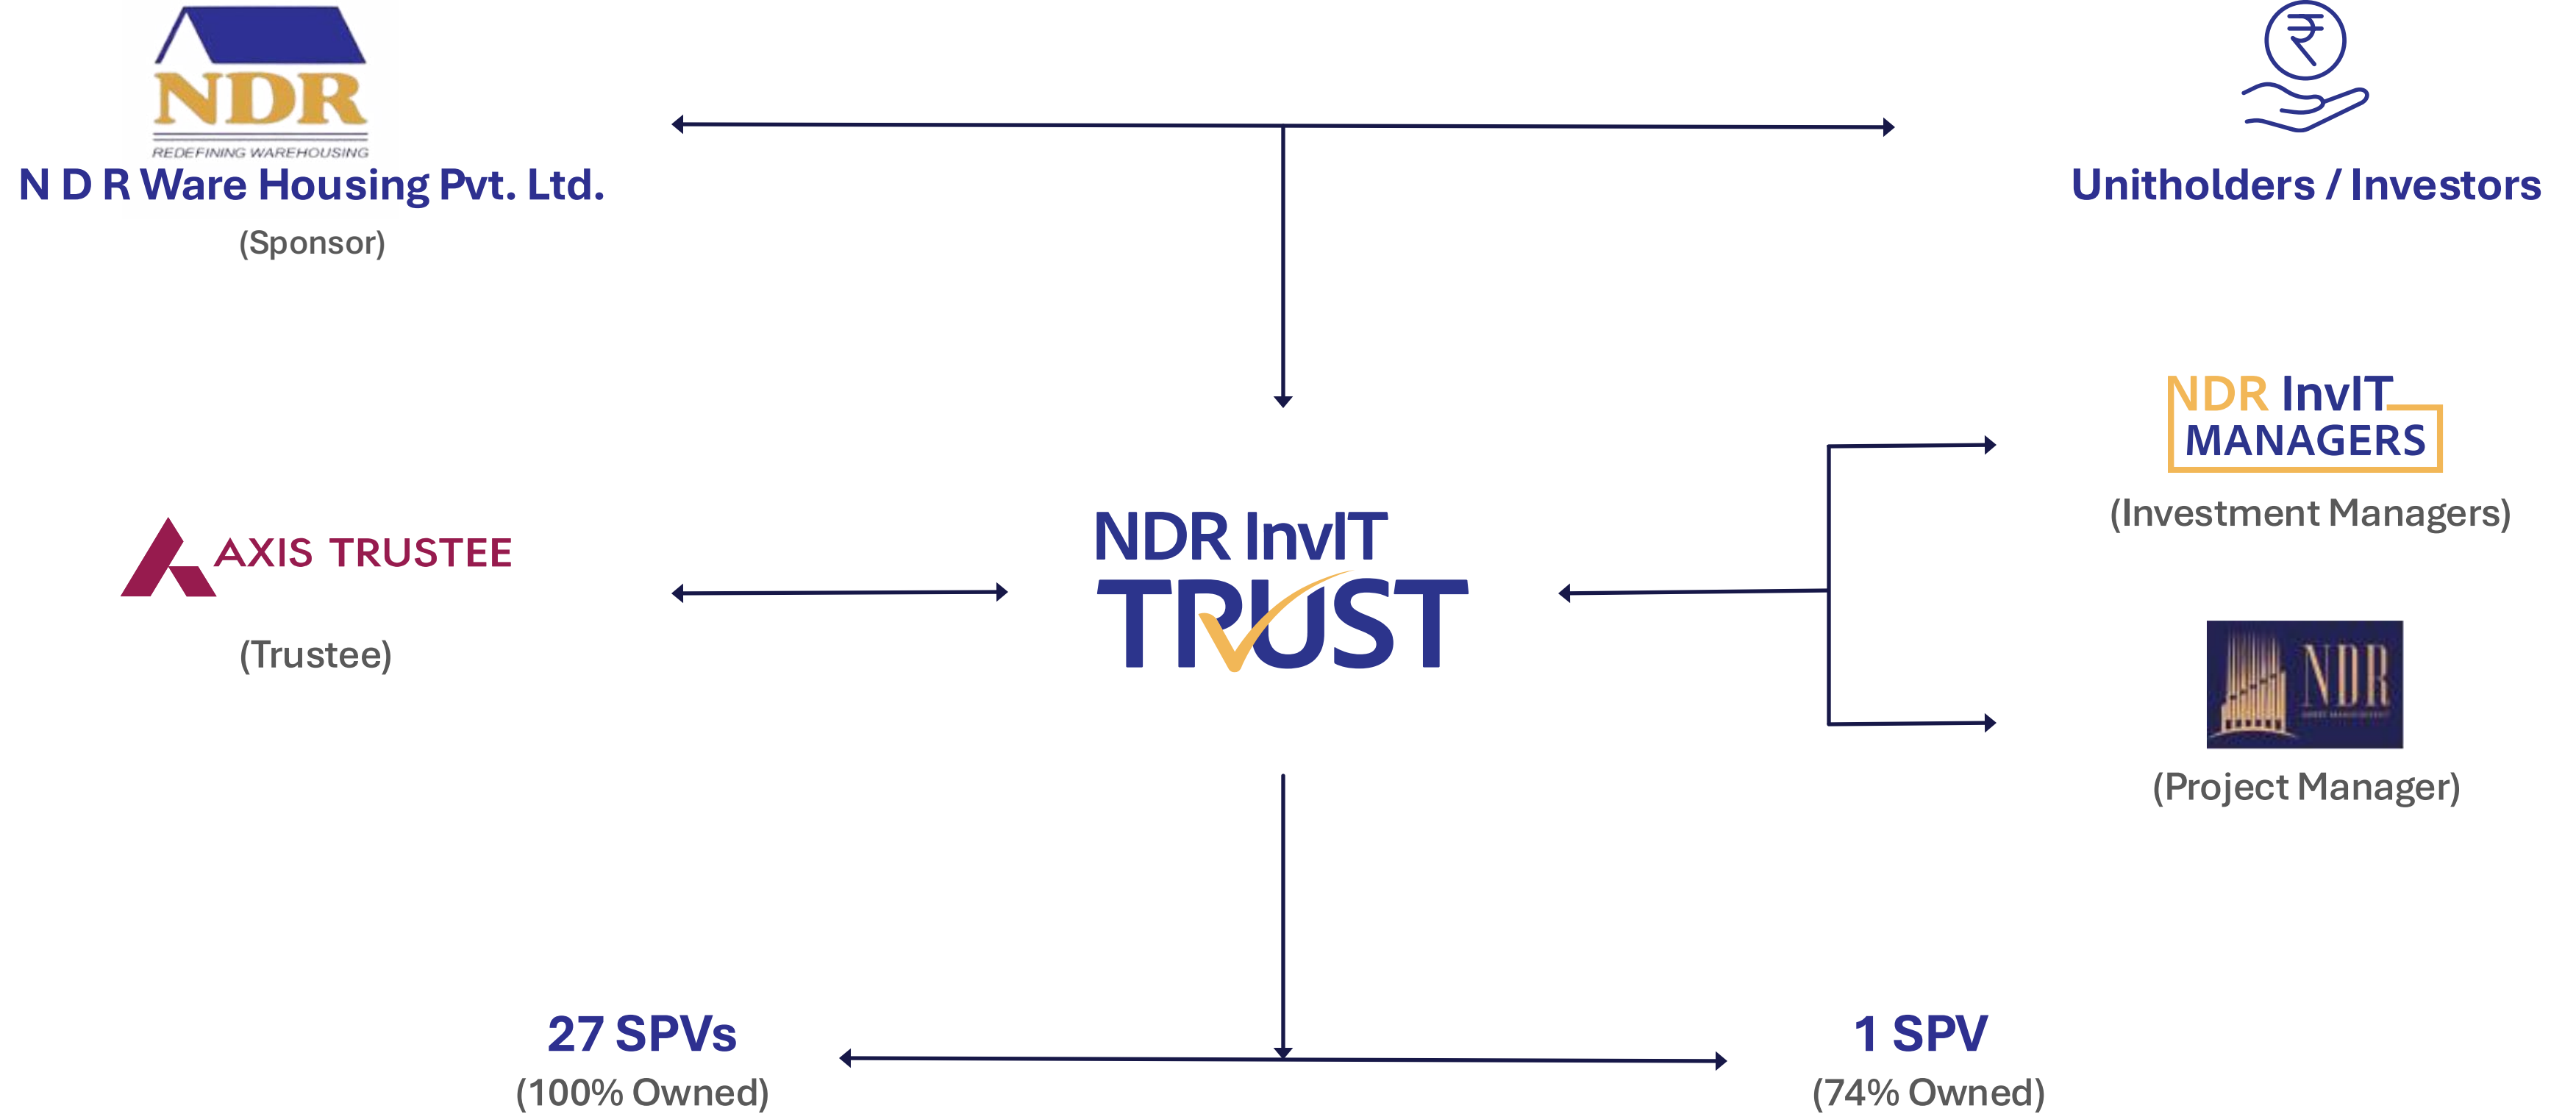 NDR
REDEFINING WAREHOUSING
N D R Ware Housing Pvt. Ltd.
(Sponsor)
₹
Unitholders / Investors
NDR InvIT
MANAGERS
(Investment Managers)
AXIS TRUSTEE
(Trustee)
NDR InvIT
TRUST
NDR
(Project Manager)
27 SPVs
(100% Owned)
1 SPV
(74% Owned)